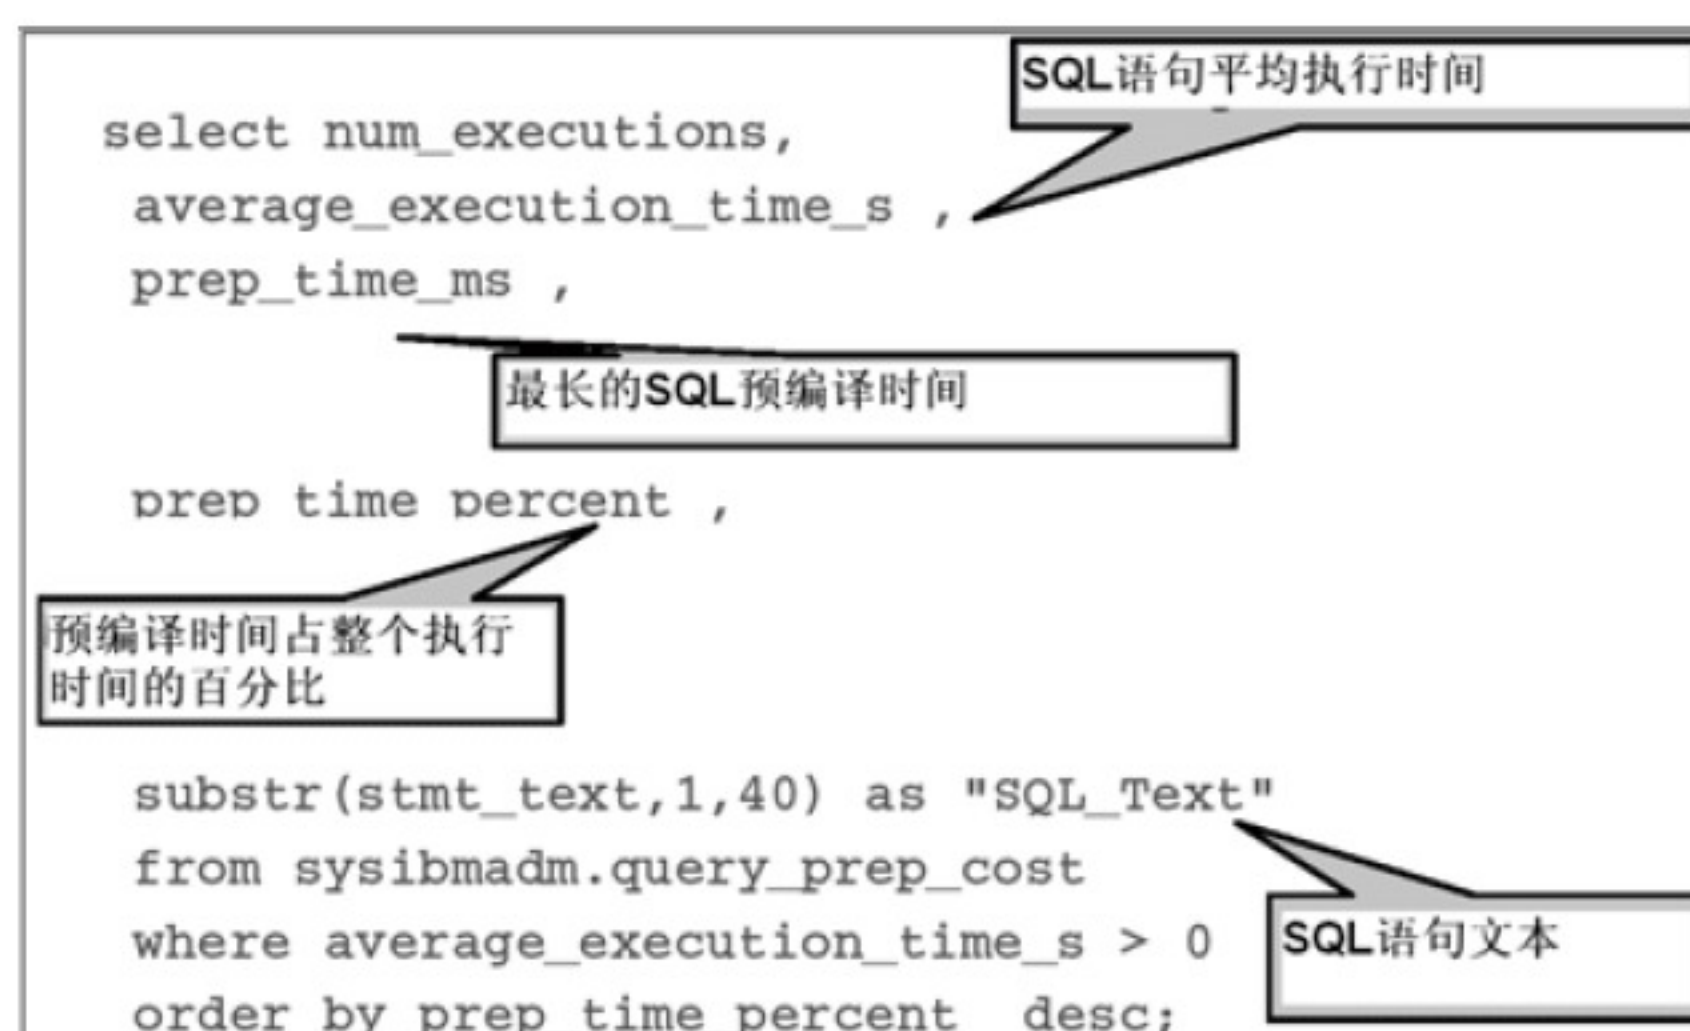 SQL语句平均执行时间
select num_executions,
average_execution_time_s ,
prep_time_ms ,
最长的SQL预编译时间
prep_time_percent ,
预编译时间占整个执行
时间的百分比
substr(stmt_text,1,40) as "SQL_Text"
from sysibmadm.query_prep_cost
where average_execution_time_s > 0
SQL语句文本
order by prep_time_percent desc;